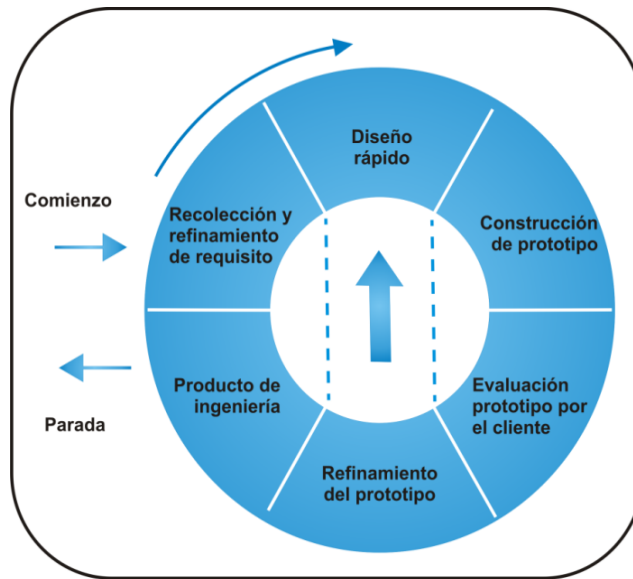 Diseño
rápido
Comienzo
Recolección y
refinamiento
de requisito
Construcción
de prototipo
Producto de
ingeniería
Evaluación
prototipo por
el cliente
Parada
Refinamiento
del prototipo